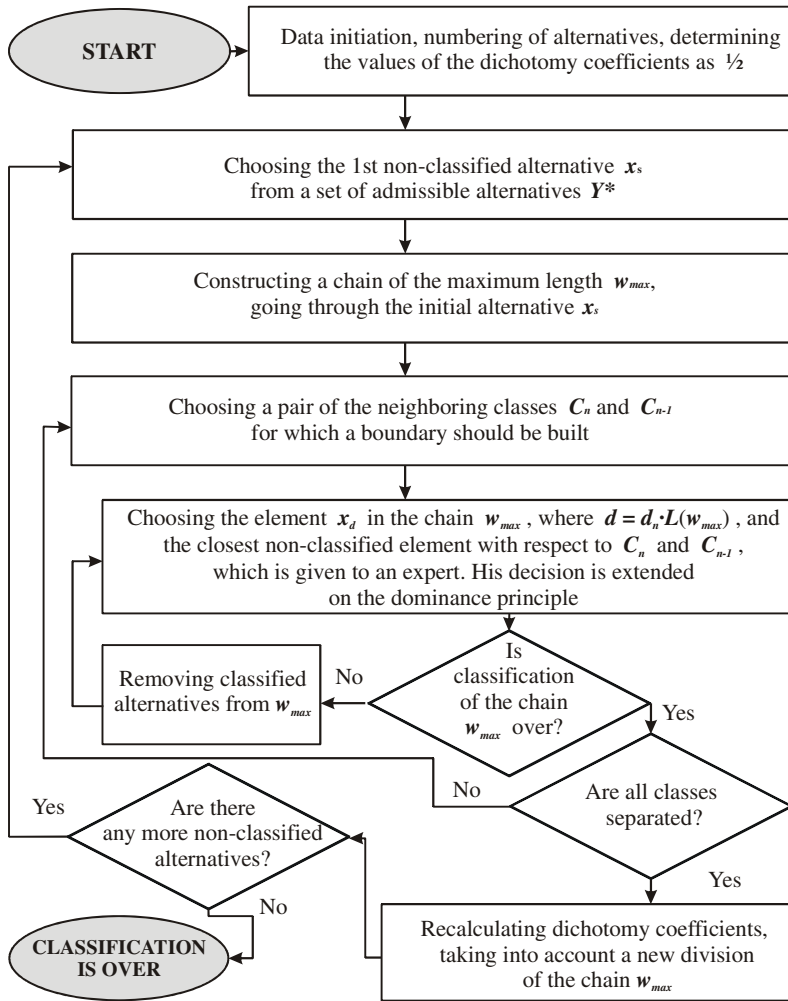 START
Data initiation, numbering of alternatives, determining
the values of the dichotomy coefficients as ½
Choosing the 1st non-classified alternative xs
from a set of admissible alternatives Y*
Constructing a chain of the maximum length wmax,
going through the initial alternative xs
Choosing a pair of the neighboring classes Cn and Cn-1
for which a boundary should be built
Choosing the element xd in the chain wmax , where d = dn·L(wmax) , and
the closest non-classified element with respect to Cn and Cn-1 ,
which is given to an expert. His decision is extended
on the dominance principle
Removing classified
alternatives from wmax
No
Is
classification
of the chain
wmax over?
Yes
No
Are all classes
separated?
Yes
Yes
Are there
any more non-classified
alternatives?
No
CLASSIFICATION
IS OVER
Recalculating dichotomy coefficients,
taking into account a new division
of the chain wmax